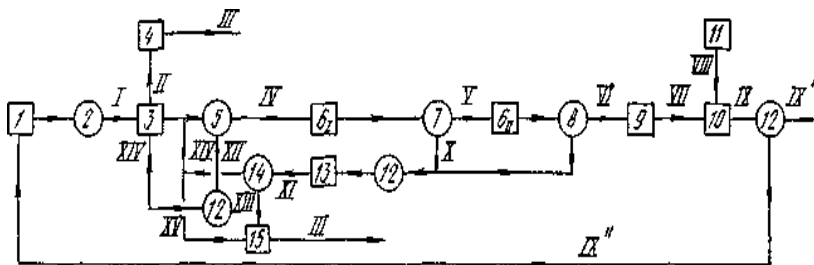 4 III 11
II VIII
1 2 I 3 5 IV 6I 7 V 6II 8 VI' 9 VII 10 IX 12 IX'
XIV XIV XII 14 XI 13 12 X
12 XIII
XV 15 III
IX"